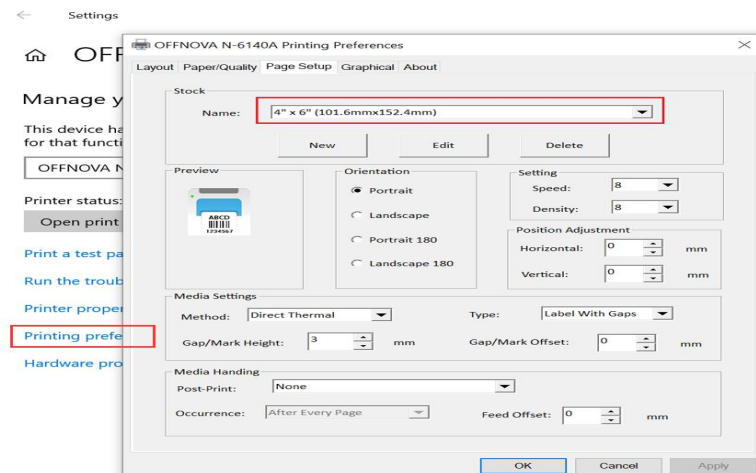 Settings
OFF
Manage y
This device ha
for that functi
OFFNOVA N
Printer status:
Open print
Print a test pa
Run the troub
Printer proper
Printing prefe
Hardware pro
OFFNOVA N-6140A Printing Preferences
Layout Paper/Quality Page Setup Graphical About
Stock
Name: 4" x 6" (101.6mmx152.4mm)
New Edit Delete
Preview
ABCD
1234567
Orientation
Portrait
Landscape
Portrait 180
Landscape 180
Setting
Speed: 8
Density: 8
Position Adjustment
Horizontal: 0 mm
Vertical: 0 mm
Media Settings
Method: Direct Thermal Type: Label With Gaps
Gap/Mark Height: 3 mm Gap/Mark Offset: 0 mm
Media Handing
Post-Print: None
Occurrence: After Every Page Feed Offset: 0 mm
OK Cancel Apply